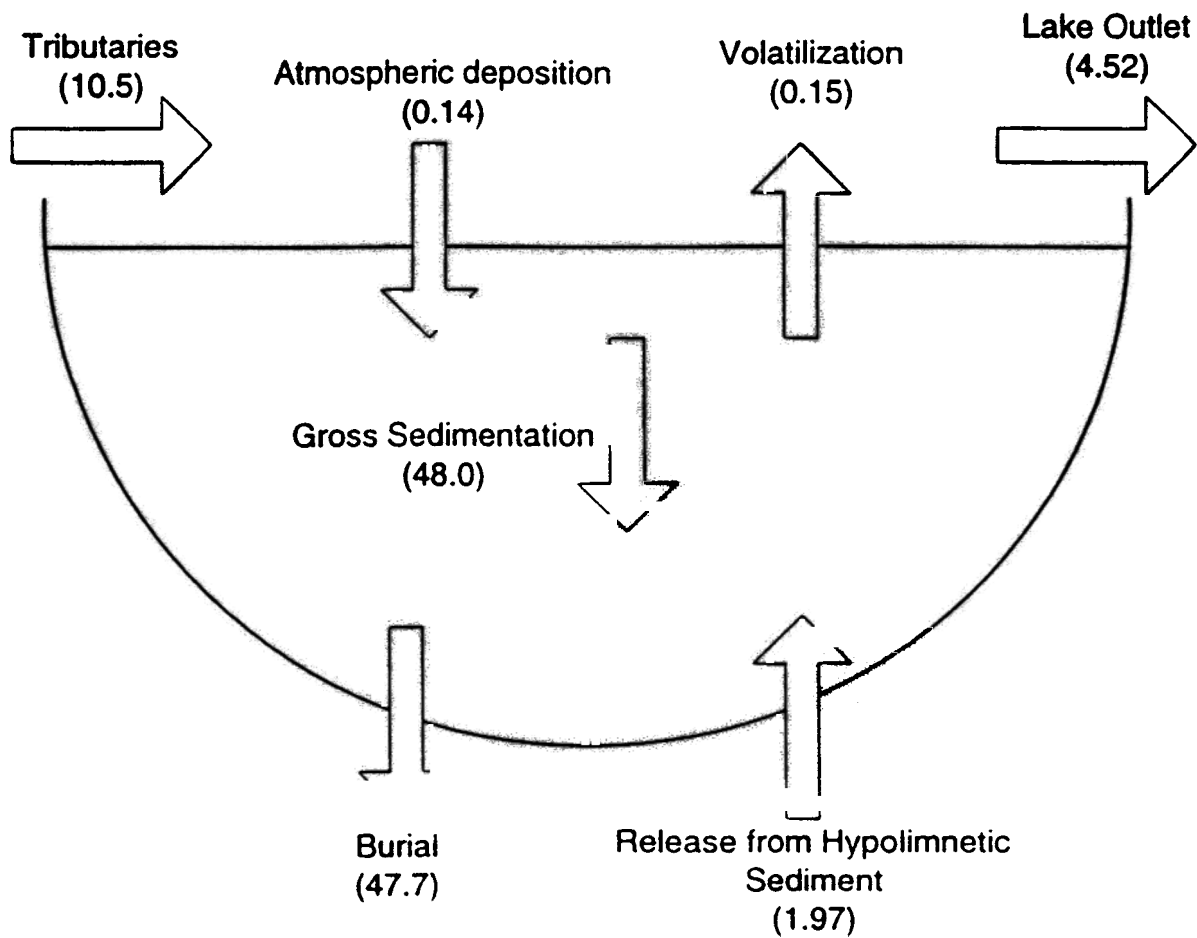 Tributaries
(10.5)
Atmospheric deposition
(0.14)
Volatilization
(0.15)
Lake Outlet
(4.52)
Gross Sedimentation
(48.0)
Burial
(47.7)
Release from Hypolimnetic
Sediment
(1.97)